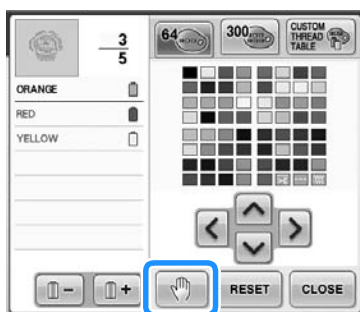 3
5
64
300
CUSTOM
THREAD
TABLE
ORANGE
RED
YELLOW
RESET
CLOSE